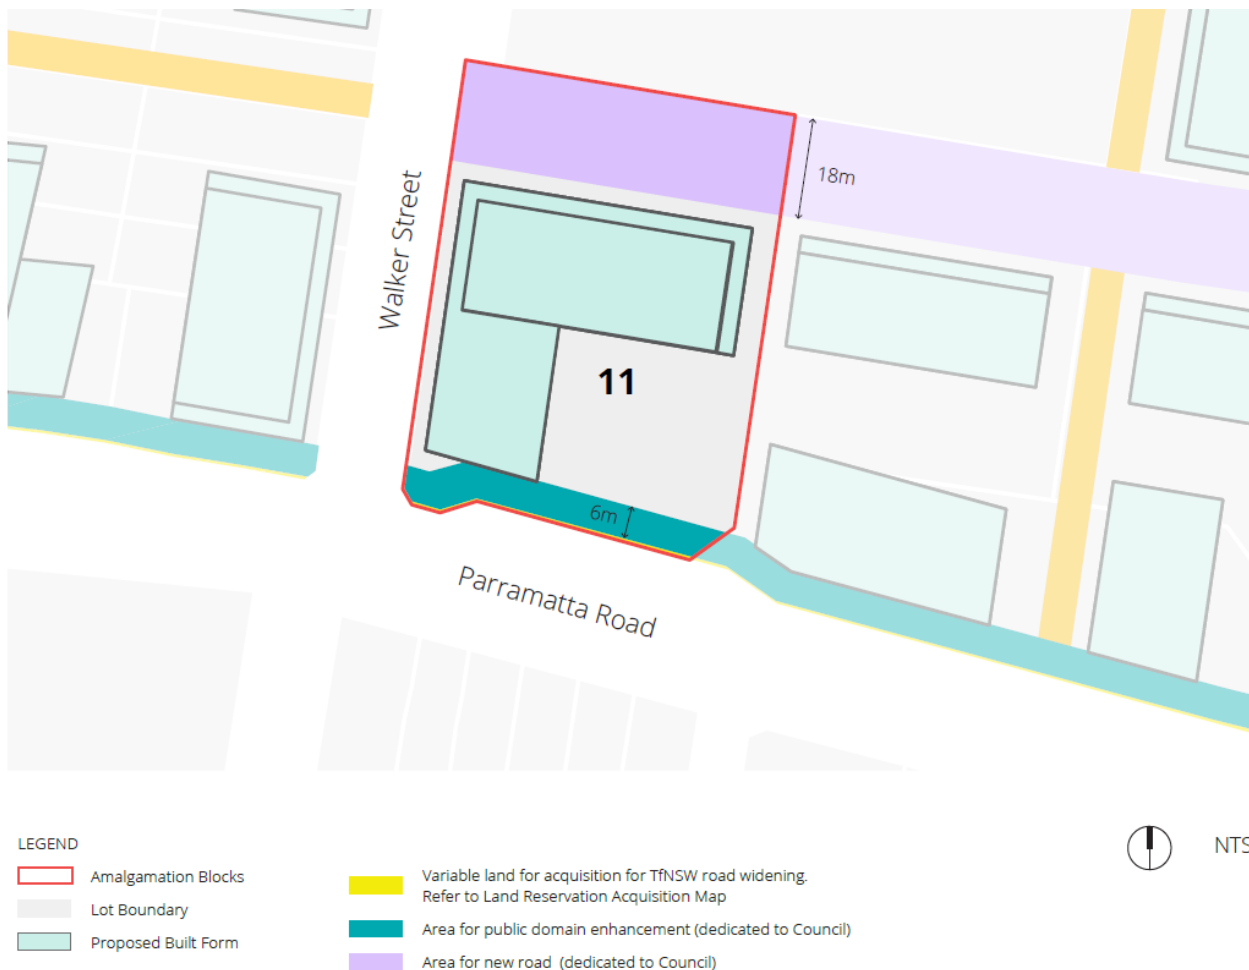 18m
Walker Street
11
6m
Parramatta Road
LEGEND
Amalgamation Blocks
Lot Boundary
Proposed Built Form
Variable land for acquisition for TfNSW road widening.
Refer to Land Reservation Acquisition Map
Area for public domain enhancement (dedicated to Council)
Area for new road (dedicated to Council)
NTS